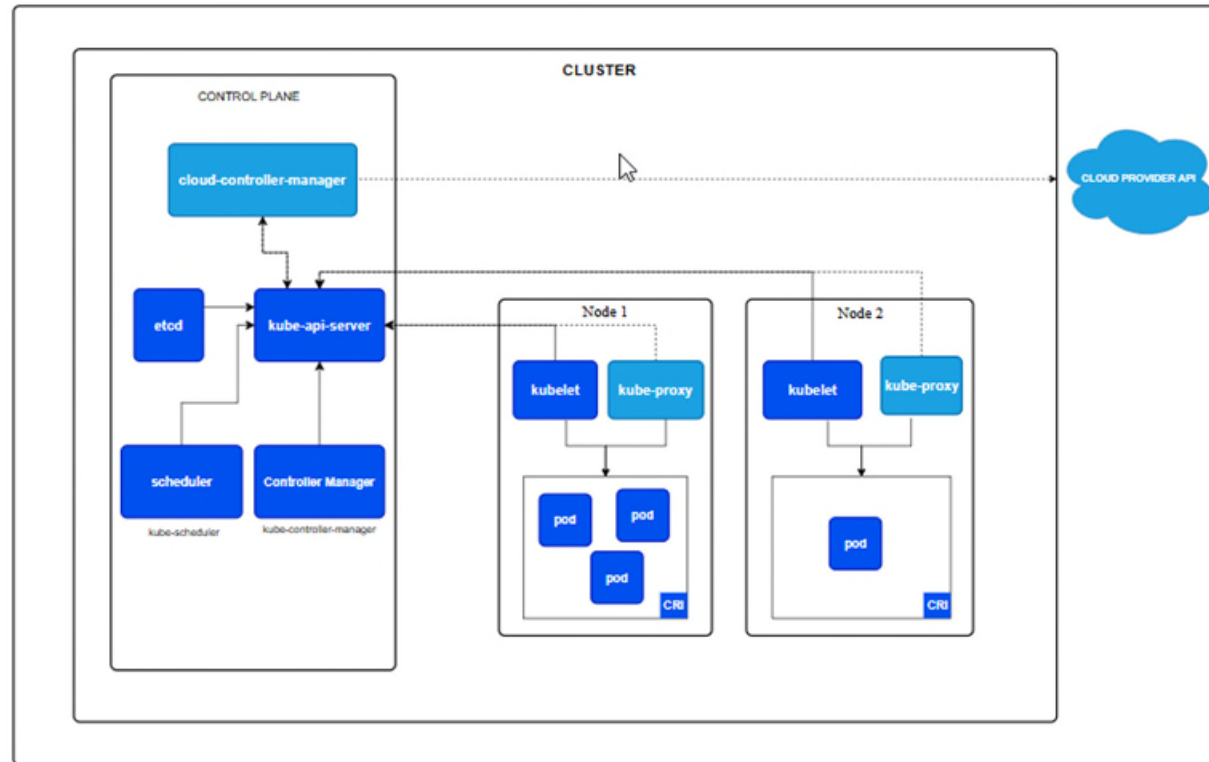 CLUSTER
CONTROL PLANE
cloud-controller-manager
CLOUD PROVIDER API
etcd
kube-api-server
scheduler
kube-scheduler
Controller Manager
kube-controller-manager
Node 1
kubelet
kube-proxy
pod
pod
pod
CRI
Node 2
kubelet
kube-proxy
pod
CRI